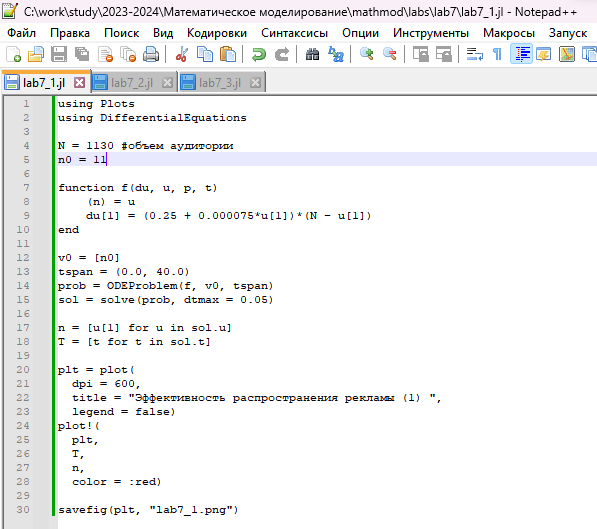 C:\work\study\2023-2024\Математическое моделирование\mathmod\labs\lab7\lab7_1.jl - Notepad++
Файл Правка Поиск Вид Кодировки Синтаксисы Опции Инструменты Макросы Запуск
lab7_1.jl lab7_2.jl lab7_3.jl
1 using Plots
2 using DifferentialEquations
3
4 N = 1130 #объем аудитории
5 n0 = 11
6
7 function f(du, u, p, t)
8 (n) = u
9 du[1] = (0.25 + 0.000075*u[1])*(N - u[1])
10 end
11
12 v0 = [n0]
13 tspan = (0.0, 40.0)
14 prob = ODEProblem(f, v0, tspan)
15 sol = solve(prob, dtmax = 0.05)
16
17 n = [u[1] for u in sol.u]
18 T = [t for t in sol.t]
19
20 plt = plot(
21 dpi = 600,
22 title = "Эффективность распространения рекламы (1) ",
23 legend = false)
24 plot!(
25 plt,
26 T,
27 n,
28 color = :red)
29
30 savefig(plt, "lab7_1.png")